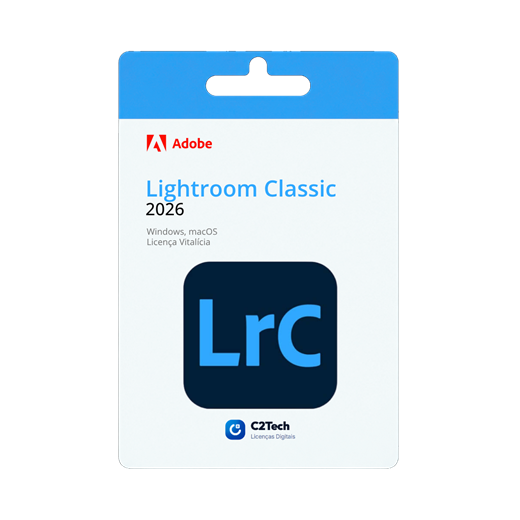 Adobe
Lightroom Classic
2026
Windows, macOS
Licença Vitalícia
LrC
C2Tech
Licenças Digitais